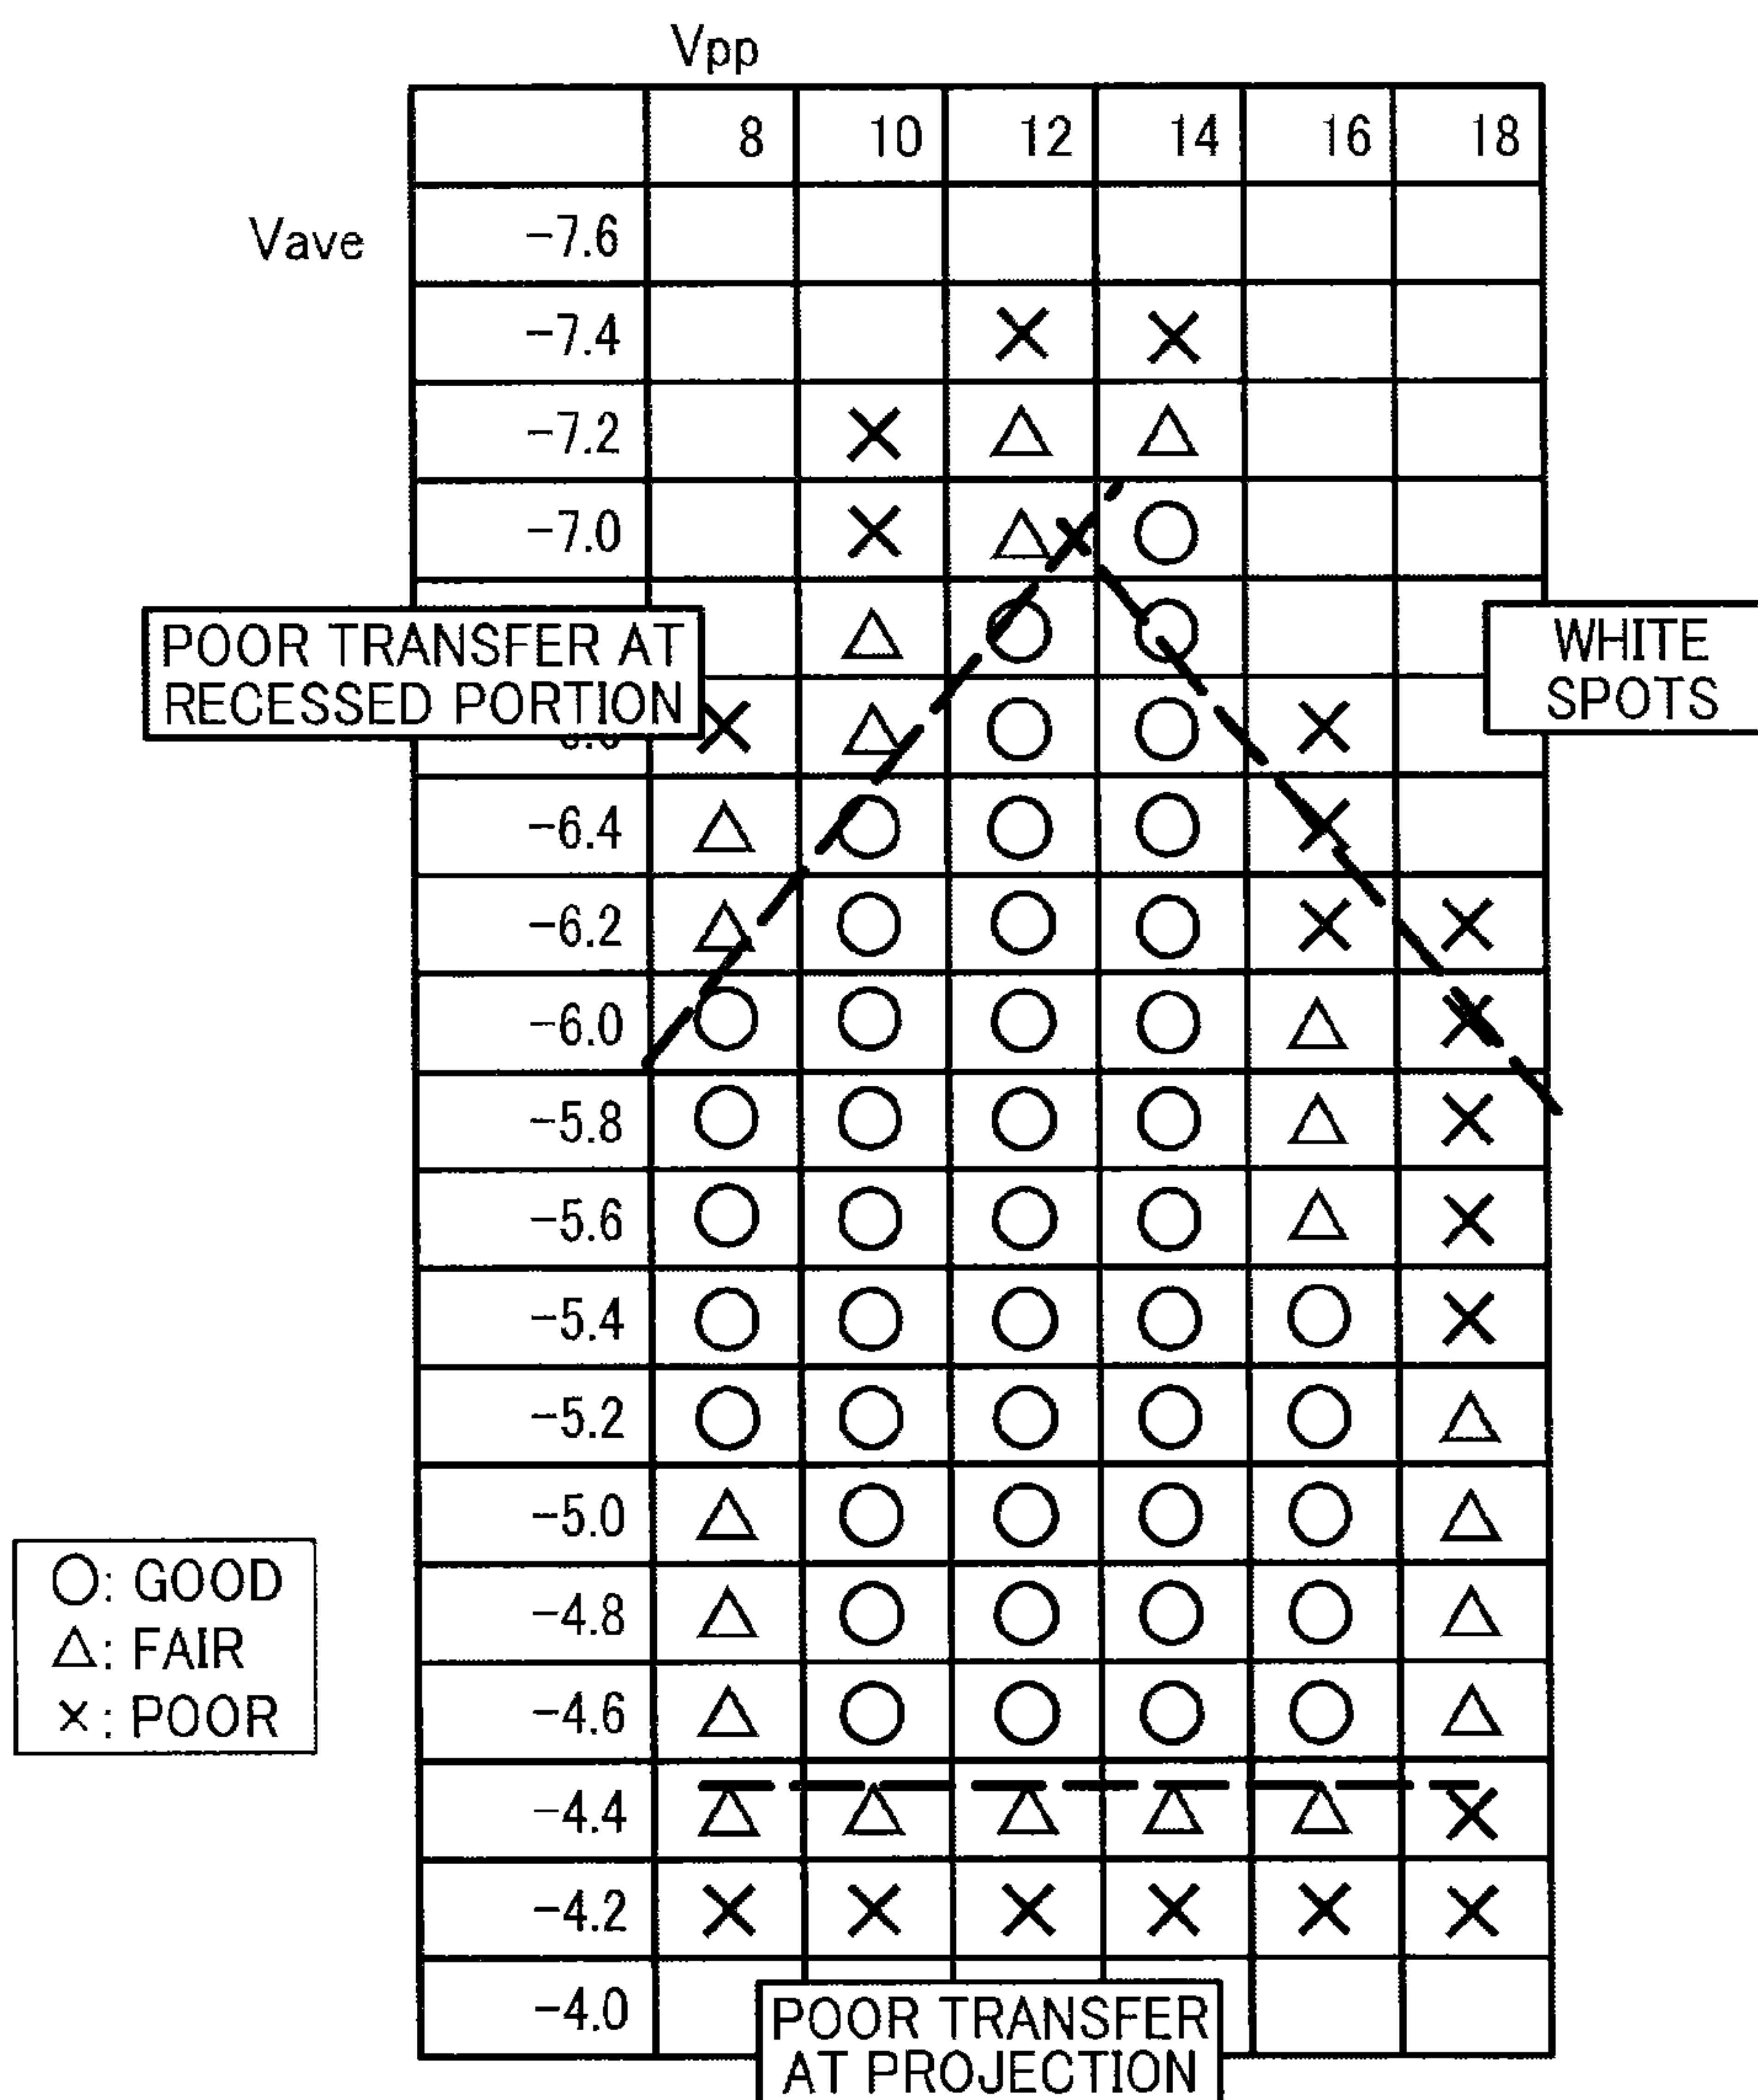 Vpp
8 10 12 14 16 18
Vave -7.6
-7.4
-7.2
-7.0
POOR TRANSFER AT
RECESSED PORTION
WHITE
SPOTS
-6.4
-6.2
-6.0
-5.8
-5.6
-5.4
-5.2
-5.0
-4.8
-4.6
-4.4
-4.2
-4.0
○: GOOD
△: FAIR
×: POOR
POOR TRANSFER
AT PROJECTION